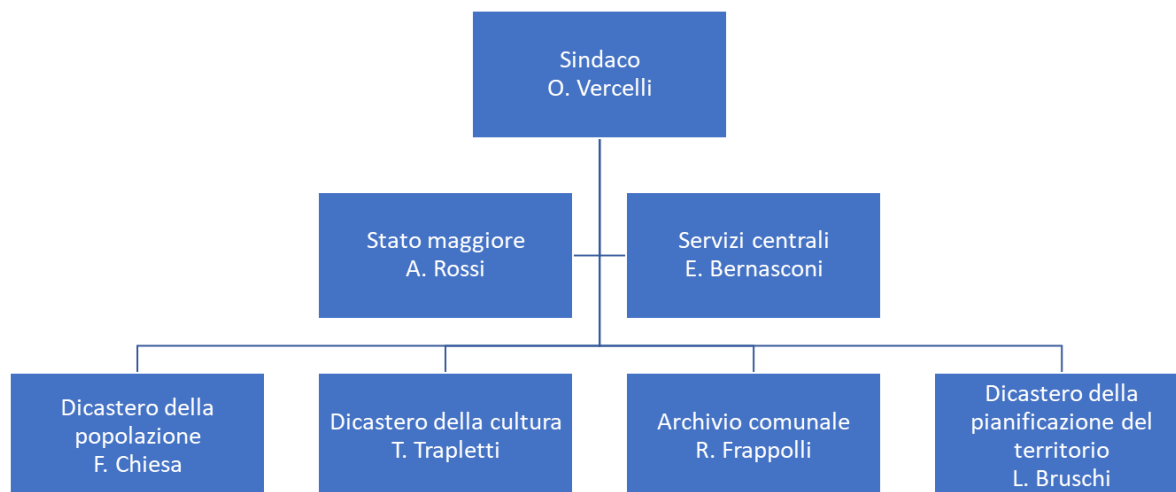 Sindaco
O. Vercelli
Stato maggiore
A. Rossi
Servizi centrali
E. Bernasconi
Dicastero della
popolazione
F. Chiesa
Dicastero della cultura
T. Trapletti
Archivio comunale
R. Frappolli
Dicastero della
pianificazione del
territorio
L. Bruschi